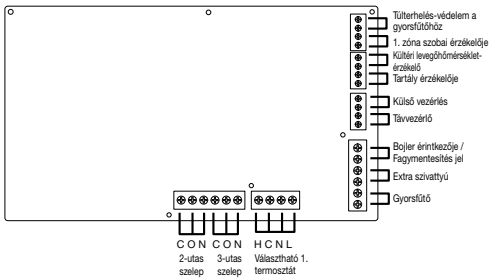 Túlterhelés-védelem a
gyorsfűtőhöz
1. zóna szobai érzékelője
Kültéri levegőhőmérséklet-
érzékelő
Tartály érzékelője
Külső vezérlés
Távvezérlő
Bojler érintkezője /
Fagymentesítés jel
Extra szivattyú
Gyorsfűtő
C O N C O N H C N L
2-utas 3-utas Választható 1.
szelep szelep termosztát